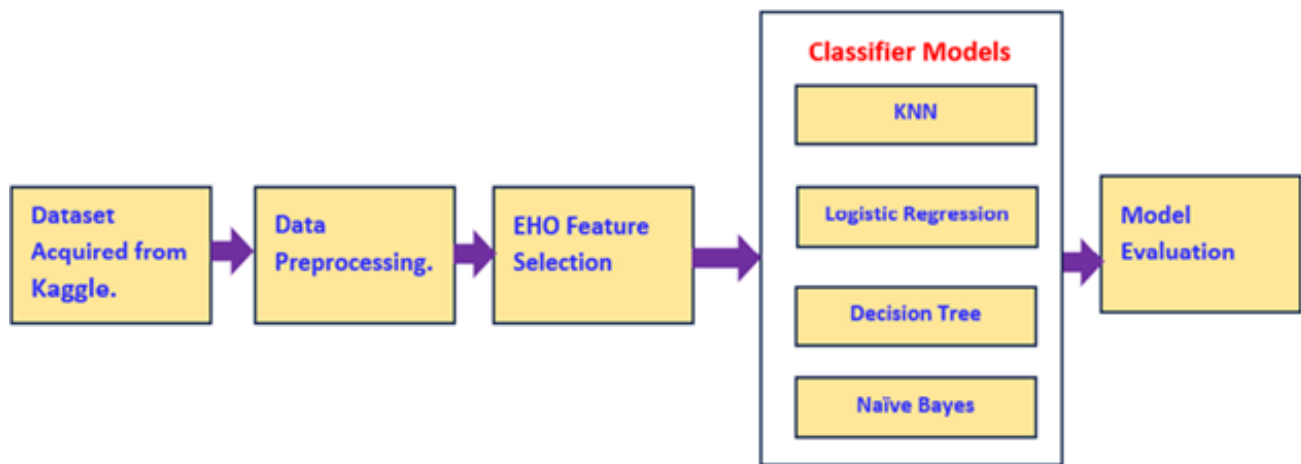 Dataset
Acquired from
Kaggle.
Data
Preprocessing.
EHO Feature
Selection
Classifier Models
KNN
Logistic Regression
Decision Tree
Naïve Bayes
Model
Evaluation